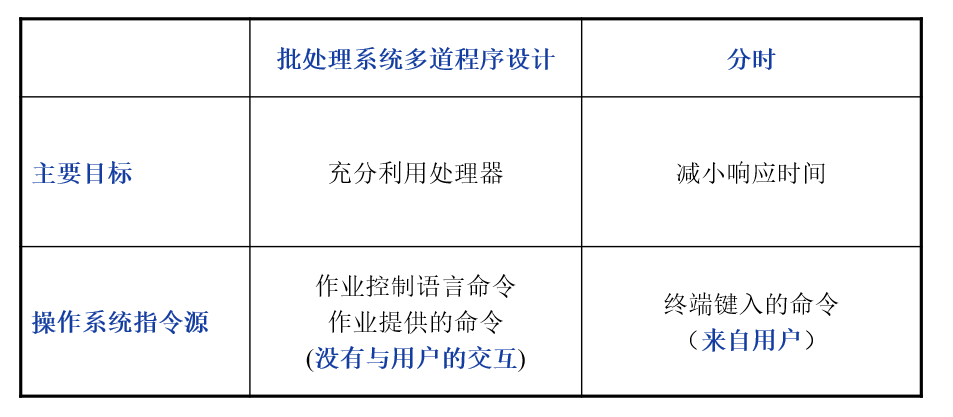 批处理系统多道程序设计
分时
主要目标
充分利用处理器
减小响应时间
操作系统指令源
作业控制语言命令
作业提供的命令
(没有与用户的交互)
终端键入的命令
（来自用户）